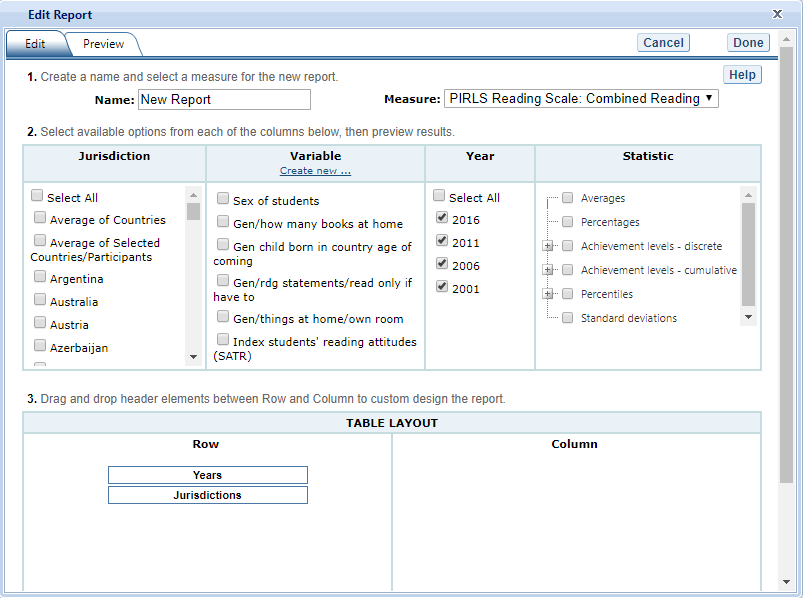 Edit Report
X
Edit
Preview
Cancel
Done
1. Create a name and select a measure for the new report.
Help
Name: New Report
Measure: PIRLS Reading Scale: Combined Reading
2. Select available options from each of the columns below, then preview results.
Jurisdiction
Variable
Create new ...
Year
Statistic
Select All
Average of Countries
Average of Selected
Countries/Participants
Argentina
Australia
Austria
Azerbaijan
Sex of students
Gen/how many books at home
Gen child born in country age of
coming
Gen/rdg statements/read only if
have to
Gen/things at home/own room
Index students' reading attitudes
(SATR)
Select All
2016
2011
2006
2001
Averages
Percentages
Achievement levels - discrete
Achievement levels - cumulative
Percentiles
Standard deviations
3. Drag and drop header elements between Row and Column to custom design the report.
TABLE LAYOUT
Row
Column
Years
Jurisdictions